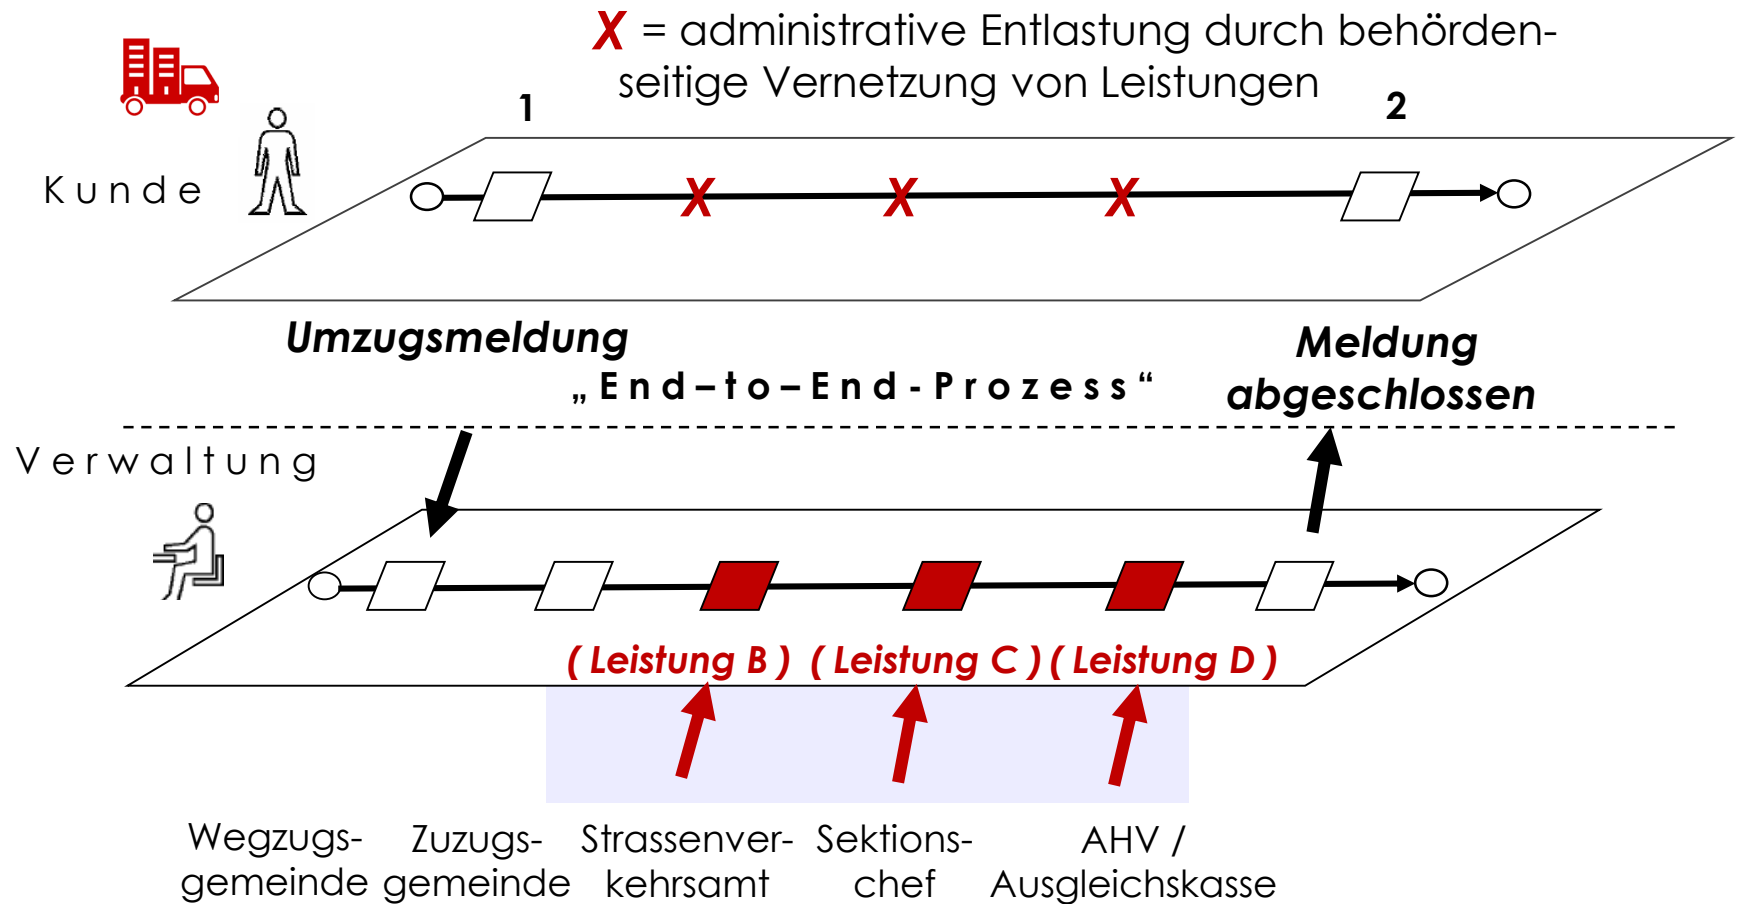 X = administrative Entlastung durch behörden-
seitige Vernetzung von Leistungen
1
2
Kunde
X X X
Umzugsmeldung
Meldung
abgeschlossen
„End–to–End-Prozess“
Verwaltung
( Leistung B ) ( Leistung C ) ( Leistung D )
Wegzugs-
gemeinde
Zuzugs-
gemeinde
Strassenver-
kehrsamt
Sektions-
chef
AHV /
Ausgleichskasse